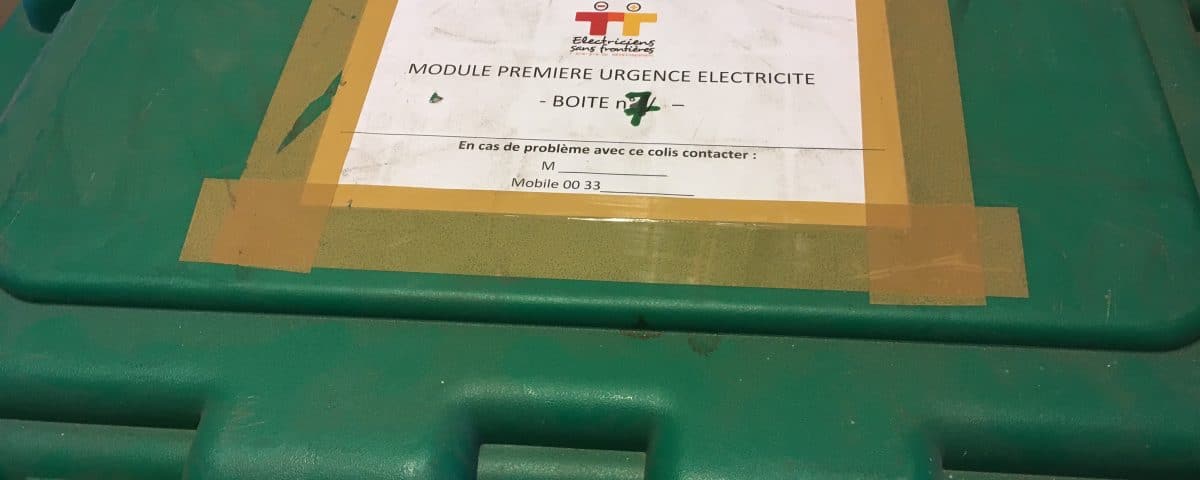 Electriciens
sans frontières
MODULE PREMIERE URGENCE ELECTRICITE
- BOITE n° 7 –
En cas de problème avec ce colis contacter :
M
Mobile 00 33